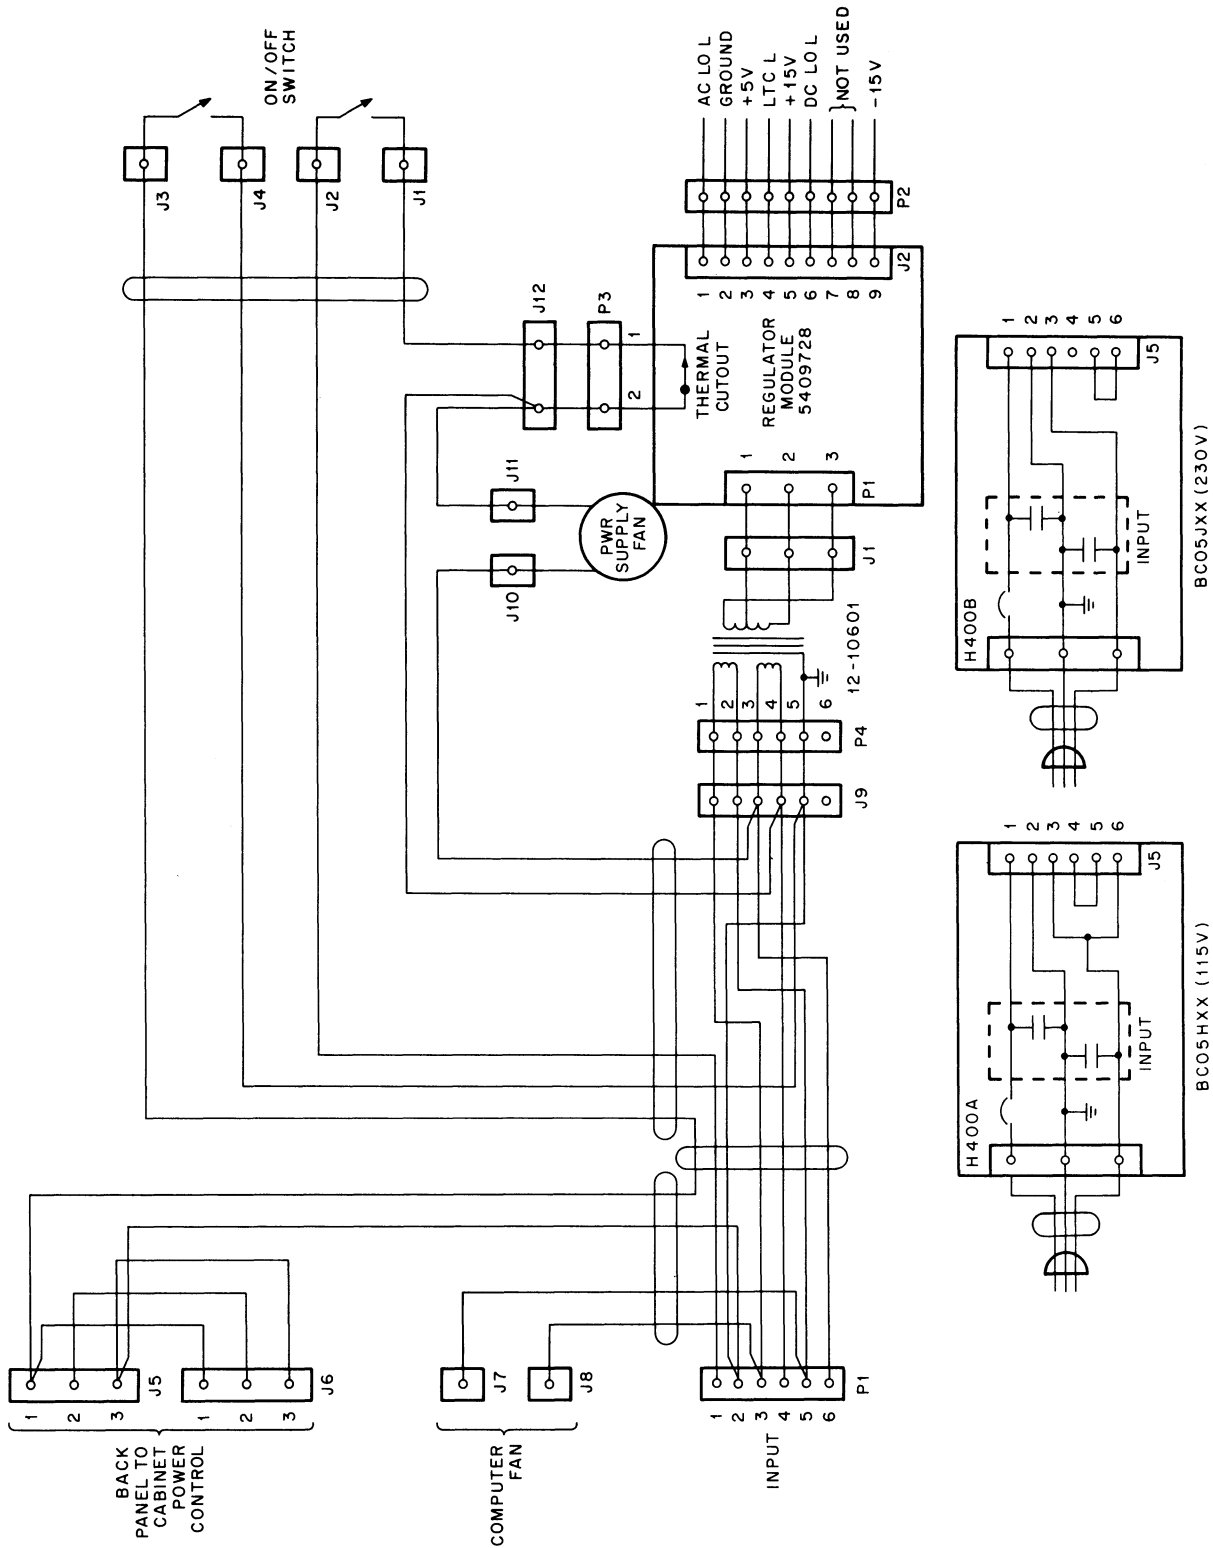 ON/OFF
SWITCH
J3
J4
J2
J1
AC LO L
GROUND
+5V
LTC L
+15V
DC LO L
}NOT USED
-15V
P2
J2
1
2
3
4
5
6
7
8
9
J12
P3
1
2
THERMAL
CUTOUT
REGULATOR
MODULE
5409728
1
2
3
P1
J1
J11
J10
PWR
SUPPLY
FAN
12-10601
1
2
3
4
5
6
P4
J9
BACK
PANEL TO
CABINET
POWER
CONTROL
1
2
3
J5
1
2
3
J6
COMPUTER
FAN
J7
J8
INPUT
1
2
3
4
5
6
P1
H400A
INPUT
1
2
3
4
5
6
J5
BC05HXX (115V)
H400B
INPUT
1
2
3
4
5
6
J5
BC05JXX (230V)